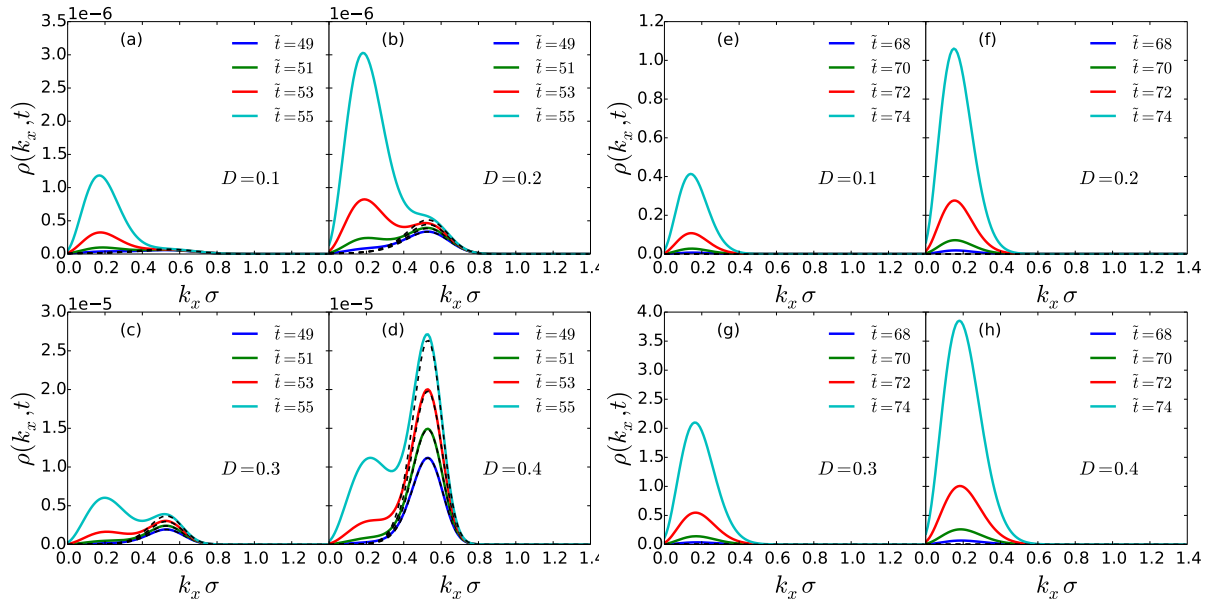 1e−6
(a)
t̃=49
t̃=51
t̃=53
t̃=55
D=0.1
3.5
3.0
2.5
2.0
1.5
1.0
0.5
0.0
ρ(k_x,t)
0.0 0.2 0.4 0.6 0.8 1.0 1.2
k_x σ
1e−6
(b)
t̃=49
t̃=51
t̃=53
t̃=55
D=0.2
0.0 0.2 0.4 0.6 0.8 1.0 1.2 1.4
k_x σ
(e)
t̃=68
t̃=70
t̃=72
t̃=74
D=0.1
1.2
1.0
0.8
0.6
0.4
0.2
0.0
ρ(k_x,t)
0.0 0.2 0.4 0.6 0.8 1.0 1.2
k_x σ
(f)
t̃=68
t̃=70
t̃=72
t̃=74
D=0.2
0.0 0.2 0.4 0.6 0.8 1.0 1.2 1.4
k_x σ
1e−5
(c)
t̃=49
t̃=51
t̃=53
t̃=55
D=0.3
3.0
2.5
2.0
1.5
1.0
0.5
0.0
ρ(k_x,t)
0.0 0.2 0.4 0.6 0.8 1.0 1.2
k_x σ
1e−5
(d)
t̃=49
t̃=51
t̃=53
t̃=55
D=0.4
0.0 0.2 0.4 0.6 0.8 1.0 1.2 1.4
k_x σ
(g)
t̃=68
t̃=70
t̃=72
t̃=74
D=0.3
4.0
3.5
3.0
2.5
2.0
1.5
1.0
0.5
0.0
ρ(k_x,t)
0.0 0.2 0.4 0.6 0.8 1.0 1.2
k_x σ
(h)
t̃=68
t̃=70
t̃=72
t̃=74
D=0.4
0.0 0.2 0.4 0.6 0.8 1.0 1.2 1.4
k_x σ